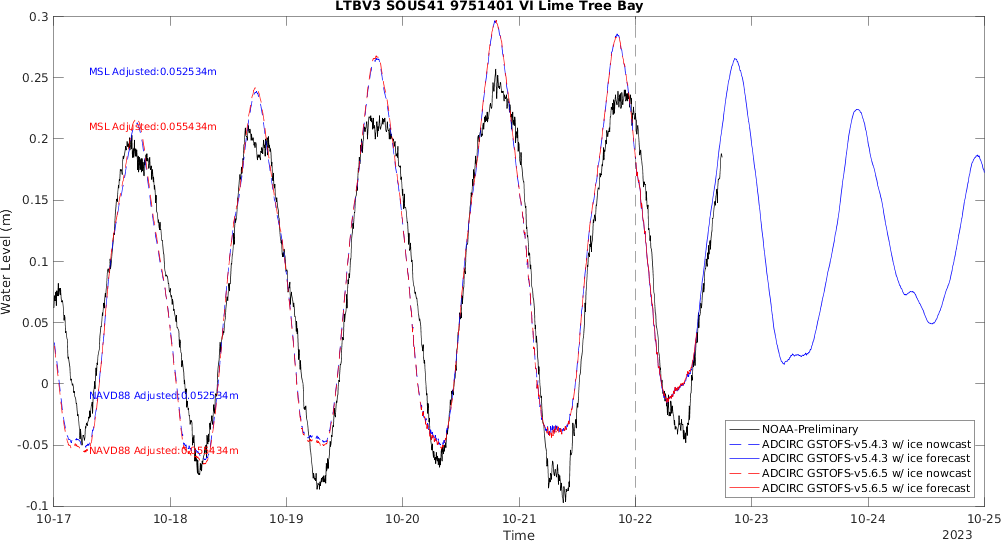 LTBV3 SOUS41 9751401 VI Lime Tree Bay
0.3
0.25
0.2
0.15
0.1
0.05
0
-0.05
-0.1
Water Level (m)
MSL Adjusted:0.052534m
MSL Adjusted:0.055434m
NAVD88 Adjusted:0.052534m
NAVD88 Adjusted:0.055434m
NOAA-Preliminary
ADCIRC GSTOFS-v5.4.3 w/ ice nowcast
ADCIRC GSTOFS-v5.4.3 w/ ice forecast
ADCIRC GSTOFS-v5.6.5 w/ ice nowcast
ADCIRC GSTOFS-v5.6.5 w/ ice forecast
10-17 10-18 10-19 10-20 10-21 10-22 10-23 10-24 10-25
Time
2023